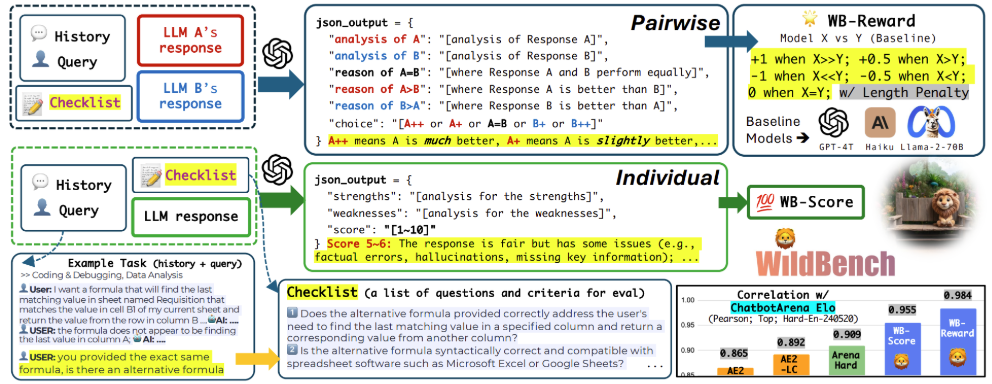 History
Query
Checklist
LLM A's
response
LLM B's
response
json_output = {
"analysis of A": "[analysis of Response A]",
"analysis of B": "[analysis of Response B]",
"reason of A=B": "[where Response A and B perform equally]",
"reason of A>B": "[where Response A is better than B]",
"reason of B>A": "[where Response B is better than A]",
"choice": "[A++ or A+ or A=B or B+ or B++]"
} A++ means A is much better, A+ means A is slightly better,...
Pairwise
WB-Reward
Model X vs Y (Baseline)
+1 when X>>Y; +0.5 when X>Y;
-1 when X<<Y; -0.5 when X<Y;
0 when X=Y; w/ Length Penalty
Baseline
Models
GPT-4T
Haiku
Llama-2-70B
History
Query
Checklist
LLM response
json_output = {
"strengths": "[analysis for the strengths]",
"weaknesses": "[analysis for the weaknesses]",
"score": "[1~10]"
} Score 5~6: The response is fair but has some issues (e.g.,
factual errors, hallucinations, missing key information); ...
Individual
100 WB-Score
WildBench
Example Task (history + query)
>> Coding & Debugging, Data Analysis
User: I want a formula that will find the last
matching value in sheet named Requisition that
matches the value in cell B1 of my current sheet and
return the value from the row in column B ... AI: ....
User: the formula does not appear to be finding
the last value in column A; AI: ....
User: you provided the exact same
formula, is there an alternative formula
Checklist (a list of questions and criteria for eval)
1 Does the alternative formula provided correctly address the user's
need to find the last matching value in a specified column and return a
corresponding value from another column?
2 Is the alternative formula syntactically correct and compatible with
spreadsheet software such as Microsoft Excel or Google Sheets? ...
Correlation w/
ChatbotArena Elo
(Pearson; Top; Hard-En-240520)
1.00
0.95
0.90
0.85
0.865
0.892
0.909
0.955
0.984
AE2
AE2
-LC
Arena
Hard
WB-
Score
WB-
Reward